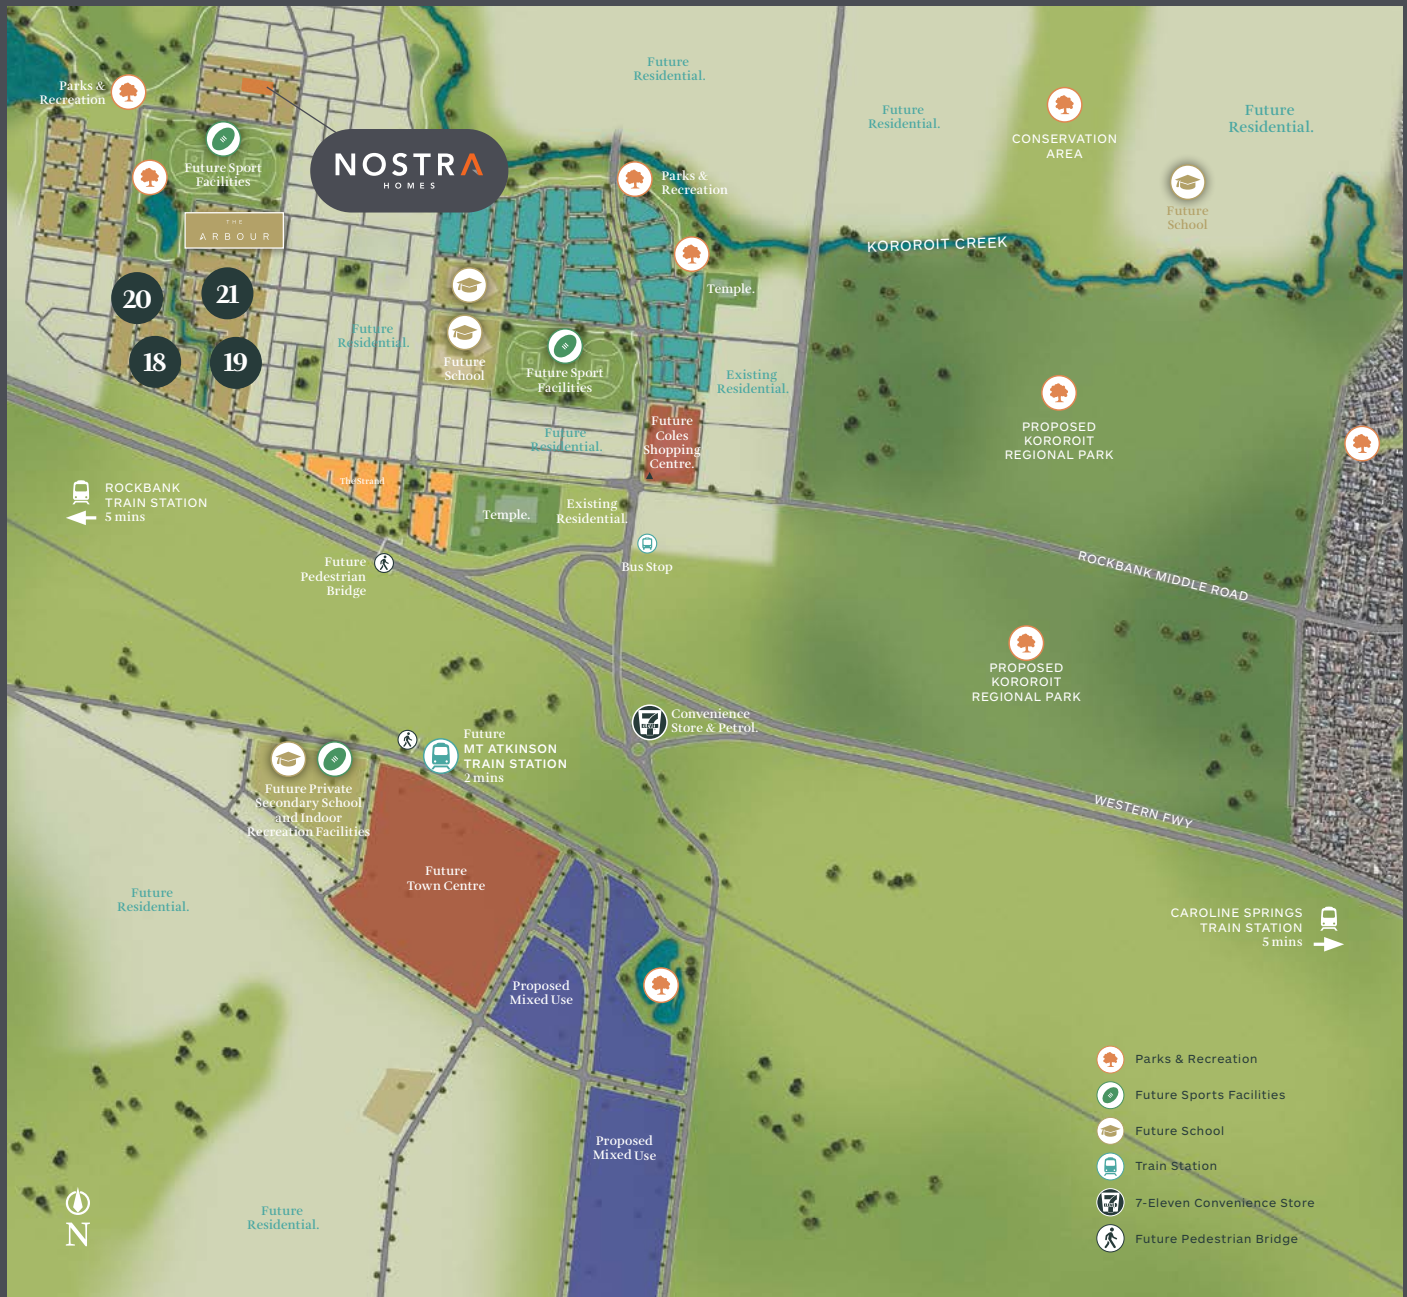 Future
Residential.
Future
Residential.
CONSERVATION
AREA
Future
Residential.
Parks &
Recreation
Future Sport
Facilities
NOSTRA
HOMES
Parks &
Recreation
Future
School
THE
ARBOUR
KOROROIT CREEK
20
21
18
19
Temple.
Future
Residential.
Future
School
Future Sport
Facilities
Existing
Residential.
Future
Residential.
Future
Coles
Shopping
Centre.
PROPOSED
KOROROIT
REGIONAL PARK
The Strand
ROCKBANK
TRAIN STATION
5 mins
Temple.
Existing
Residential.
Future
Pedestrian
Bridge
Bus Stop
ROCKBANK MIDDLE ROAD
PROPOSED
KOROROIT
REGIONAL PARK
7
ELEVEN
Convenience
Store & Petrol.
Future
MT ATKINSON
TRAIN STATION
2 mins
Future Private
Secondary School
and Indoor
Recreation Facilities
WESTERN FWY
Future
Town Centre
Future
Residential.
CAROLINE SPRINGS
TRAIN STATION
5 mins
Proposed
Mixed Use
Proposed
Mixed Use
Future
Residential.
N
Parks & Recreation
Future Sports Facilities
Future School
Train Station
7-Eleven Convenience Store
Future Pedestrian Bridge